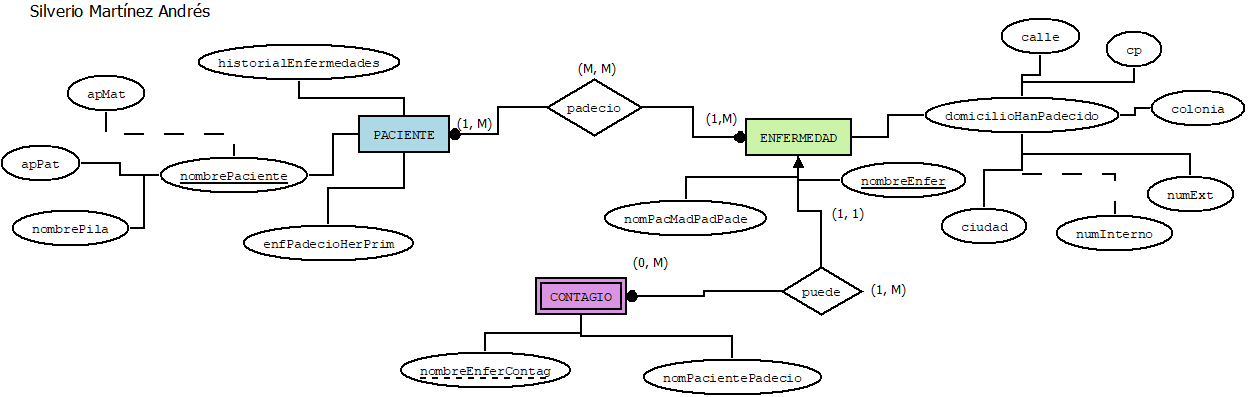 Silverio Martínez Andrés
calle
cp
historialEnfermedades
(M, M)
apMat
colonia
padecio
domicilioHanPadecido
(1, M)
(1,M)
PACIENTE
ENFERMEDAD
apPat
nombrePaciente
nombreEnfer
numExt
nomPacMadPadPade
(1, 1)
nombrePila
ciudad
numInterno
enfPadecioHerPrim
(0, M)
CONTAGIO
puede
(1, M)
nombreEnferContag
nomPacientePadecio